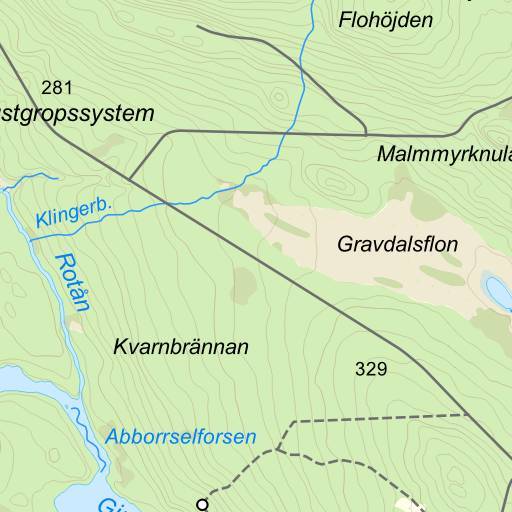 Flohöjden
281
stgropssystem
Malmmyrknula
Klingerb.
Gravdalsflon
Rotån
Kvarnbrännan
329
Abborrselforsen